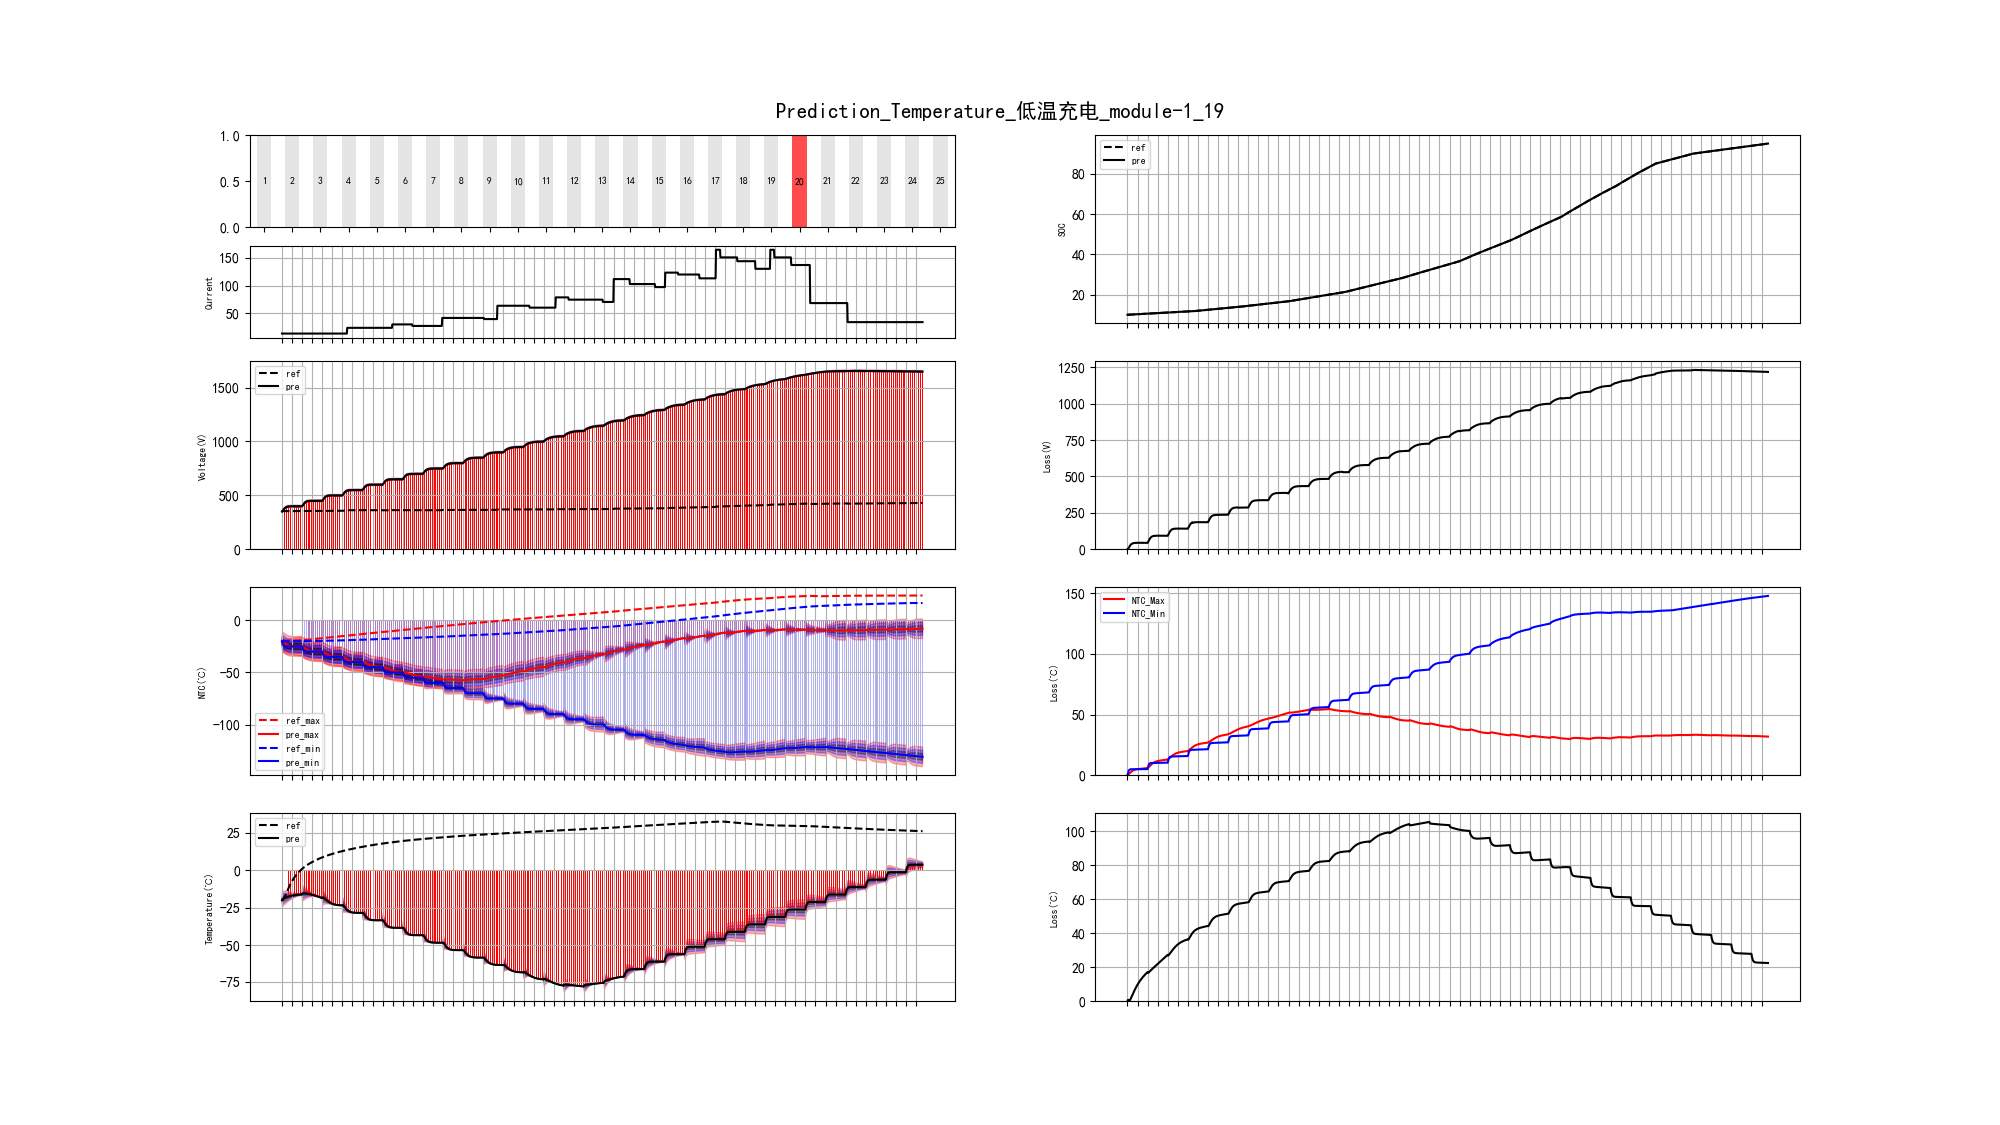 Prediction_Temperature_低温充电_module-1_19
1.0
0.5
0.0
1 2 3 4 5 6 7 8 9 10 11 12 13 14 15 16 17 18 19 20 21 22 23 24 25
Current
150
100
50
Voltage(V)
1500
1000
500
0
ref
pre
NTC(℃)
0
−50
−100
ref_max
pre_max
ref_min
pre_min
Temperature(℃)
25
0
−25
−50
−75
ref
pre
SOC
80
60
40
20
ref
pre
Loss(V)
1250
1000
750
500
250
0
Loss(℃)
150
100
50
0
NTC_Max
NTC_Min
Loss(℃)
100
80
60
40
20
0